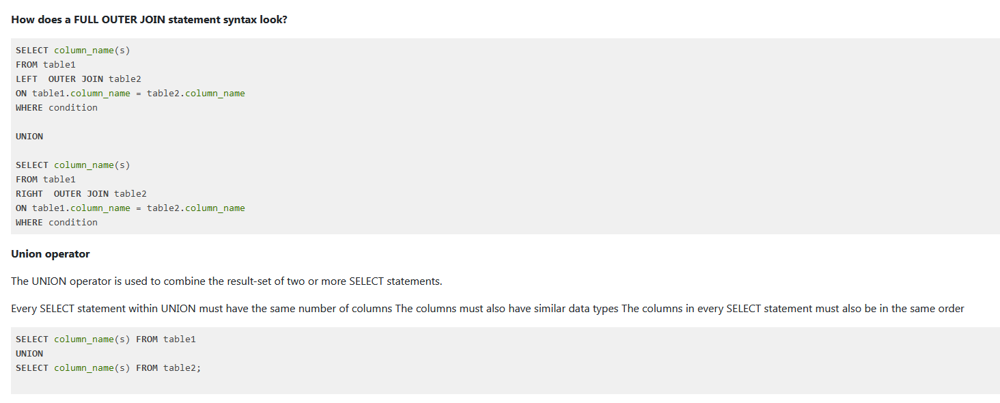 How does a FULL OUTER JOIN statement syntax look?
SELECT column_name(s)
FROM table1
LEFT  OUTER JOIN table2
ON table1.column_name = table2.column_name
WHERE condition
UNION
SELECT column_name(s)
FROM table1
RIGHT  OUTER JOIN table2
ON table1.column_name = table2.column_name
WHERE condition
Union operator
The UNION operator is used to combine the result-set of two or more SELECT statements.
Every SELECT statement within UNION must have the same number of columns The columns must also have similar data types The columns in every SELECT statement must also be in the same order
SELECT column_name(s) FROM table1
UNION
SELECT column_name(s) FROM table2;